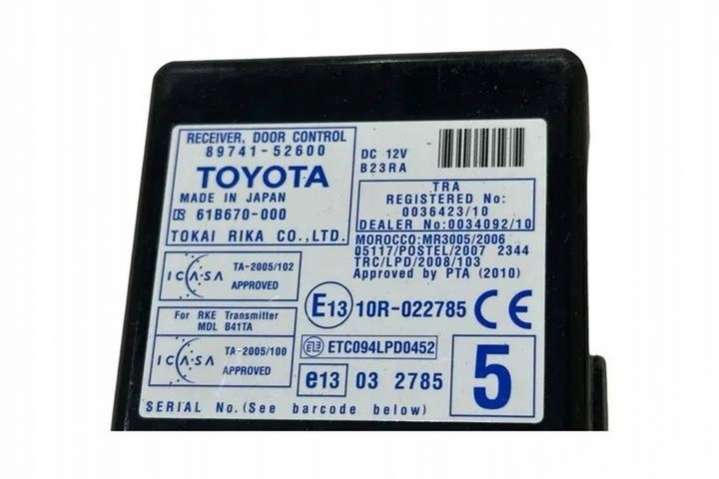 RECEIVER, DOOR CONTROL
89741-52600
TOYOTA
MADE IN JAPAN
61B670-000
TOKAI RIKA CO.,LTD.
DC 12V
B23RA
TRA
REGISTERED No:
0036423/10
DEALER No:0034092/10
MOROCCO:MR3005/2006
05117/POSTEL/2007 2344
TRC/LPD/2008/103
Approved by PTA (2010)
ICASA
TA-2005/102
APPROVED
For RKE Transmitter
MDL B41TA
ICASA
TA-2005/100
APPROVED
E13 10R-022785 CE
ETC094LPD0452
e13 03 2785
5
SERIAL No.(See barcode below)